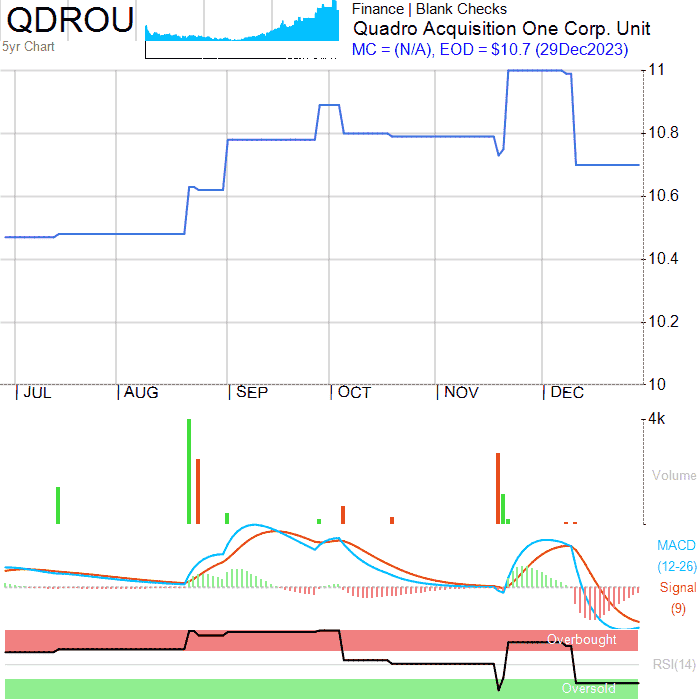 QDROU
5yr Chart
Finance | Blank Checks
Quadro Acquisition One Corp. Unit
MC = (N/A), EOD = $10.7 (29Dec2023)
11
10.8
10.6
10.4
10.2
10
JUL
AUG
SEP
OCT
NOV
DEC
4k
Volume
MACD
(12-26)
Signal
(9)
Overbought
RSI(14)
Oversold